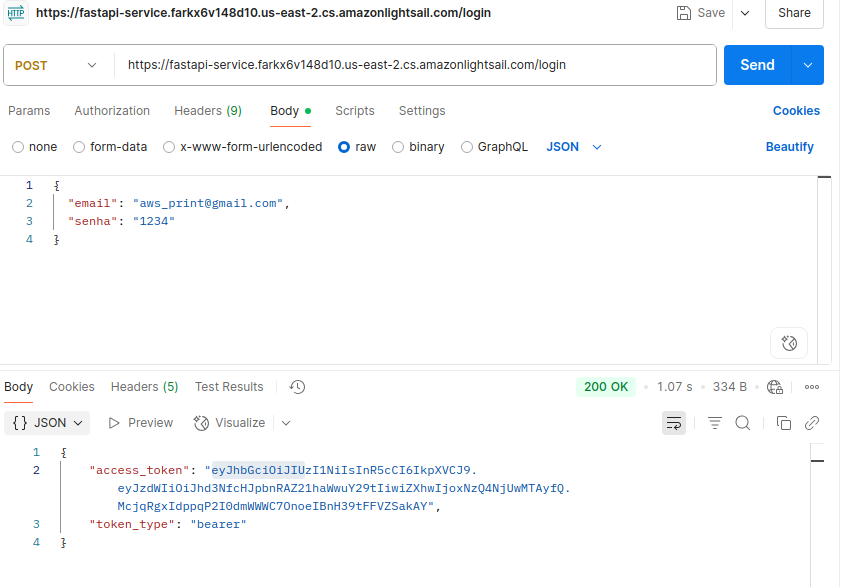 HTTP https://fastapi-service.farkx6v148d10.us-east-2.cs.amazonlightsail.com/login Save Share
POST https://fastapi-service.farkx6v148d10.us-east-2.cs.amazonlightsail.com/login Send
Params Authorization Headers (9) Body Scripts Settings Cookies
none form-data x-www-form-urlencoded raw binary GraphQL JSON Beautify
1 {
2 "email": "aws_print@gmail.com",
3 "senha": "1234"
4 }
Body Cookies Headers (5) Test Results 200 OK 1.07 s 334 B
{} JSON Preview Visualize
1 {
2 "access_token": "eyJhbGciOiJIUzI1NiIsInR5cCI6IkpXVCJ9.
eyJzdWIiOiJhd3NfcHJpbnRAZ21haWwuY29tIiwiZXhwIjoxNzQ4NjUwMTAyfQ.
McjqRgxIdppqP2I0dmWWWC7OnoeIBnH39tFFVZSakAY",
3 "token_type": "bearer"
4 }